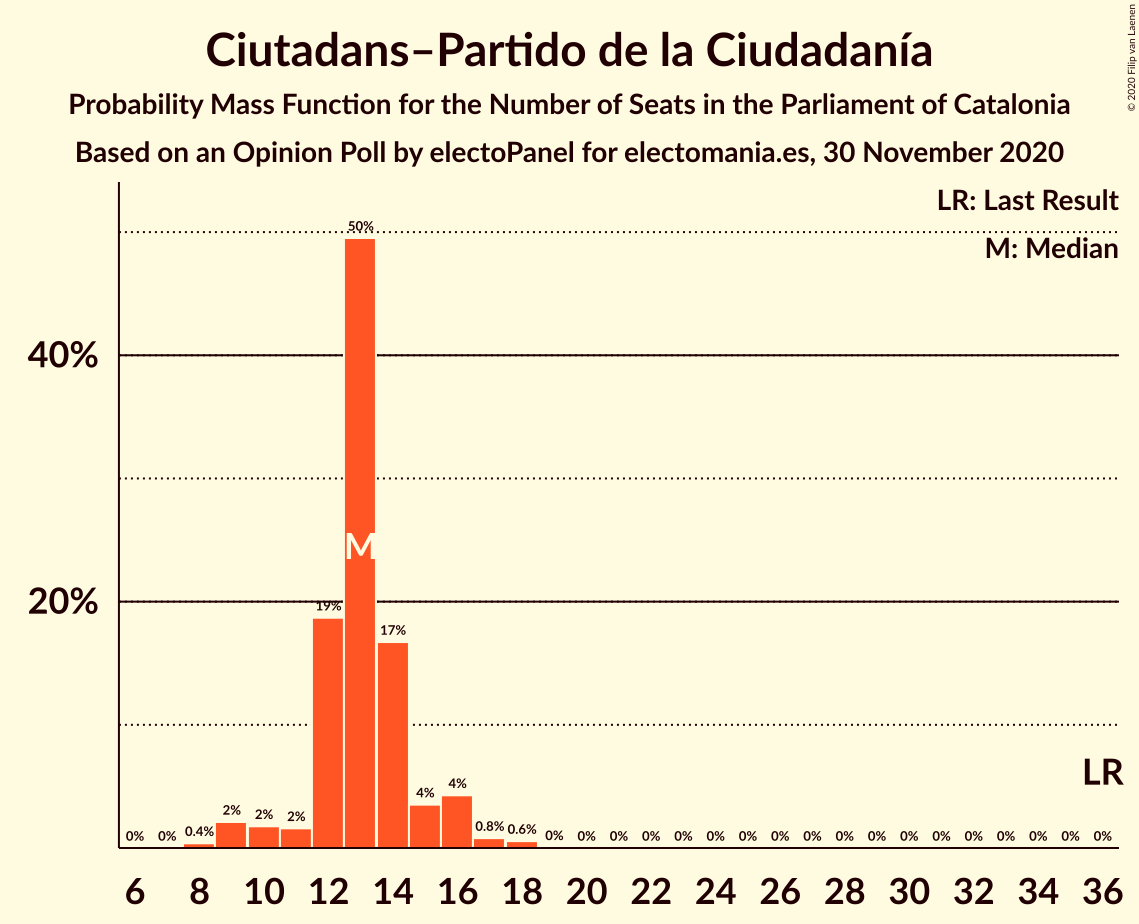 Ciutadans–Partido de la Ciudadanía
Probability Mass Function for the Number of Seats in the Parliament of Catalonia
Based on an Opinion Poll by electoPanel for electomania.es, 30 November 2020
© 2020 Filip van Laenen
LR: Last Result
M: Median
50%
40%
M
20%
19%
17%
LR
0% 0% 0.4% 2% 2% 2% 4% 4% 0.8% 0.6% 0% 0% 0% 0% 0% 0% 0% 0% 0% 0% 0% 0% 0% 0% 0% 0% 0% 0%
6 8 10 12 14 16 18 20 22 24 26 28 30 32 34 36